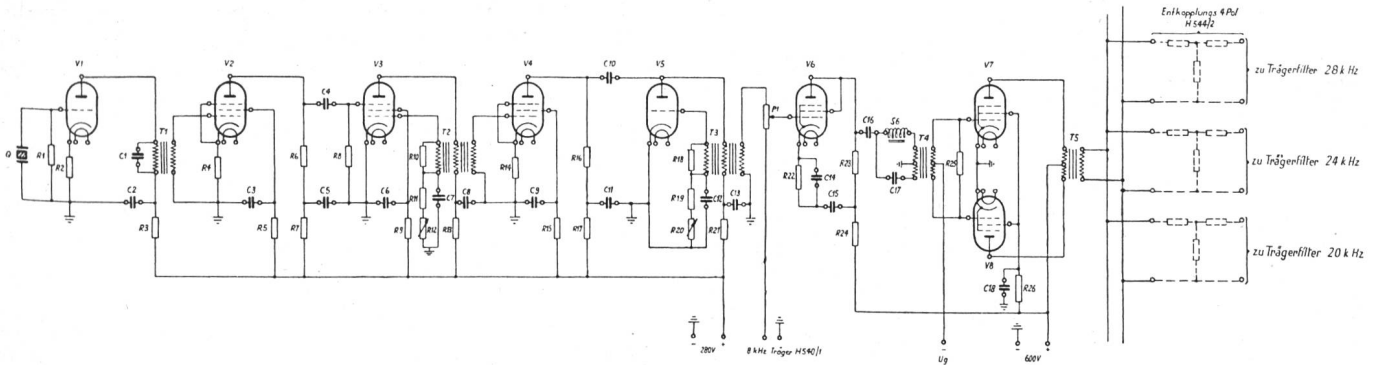 Entkopplungs 4Pol
H544/2
V1
V2
V3
V4
C10
V5
V6
V7
zu Trägerfilter 28 kHz
C4
P1
C16
S6
Q
R1
R2
C1
T1
R4
R6
R8
R10
T2
R14
R16
R18
T3
R22
C14
R23
C17
T4
R25
T5
zu Trägerfilter 24 kHz
C2
C3
C5
C6
R11
C7
C8
C9
C11
R19
C12
C13
C15
R3
R5
R7
R9
R12
R13
R15
R17
R20
R21
R24
V8
C18
R26
zu Trägerfilter 20 kHz
- 280V +
8 kHz Träger H540/1
-
Ug
- 600V +